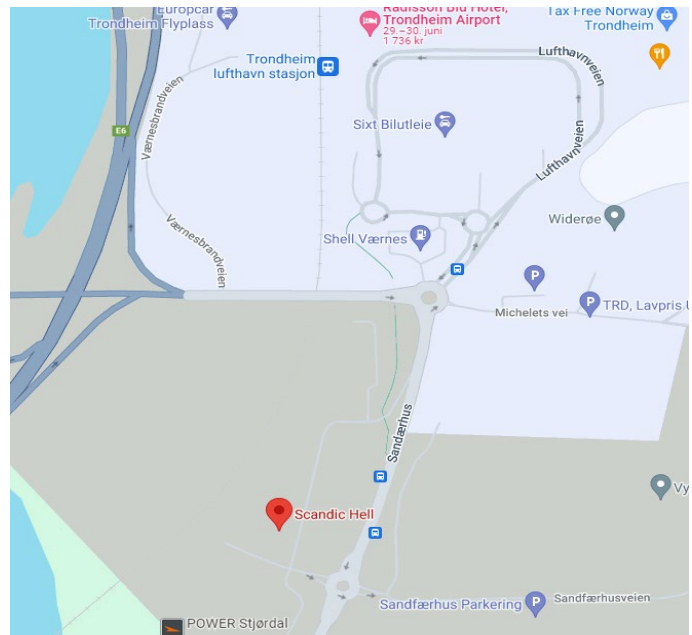 Europcar
Trondheim Flyplass
Radisson Blu Hotel,
Trondheim Airport
29.–30. juni
1 736 kr
Tax Free Norway
Trondheim
Trondheim
lufthavn stasjon
Lufthavnveien
E6
Værnesbrandveien
Sixt Bilutleie
Lufthavnveien
Værnesbrandveien
Widerøe
Shell Værnes
P
Michelets vei
P
TRD, Lavpris U
Sandærhus
Vy
Scandic Hell
Sandfærhus Parkering
P
Sandfærhusveien
POWER Stjørdal